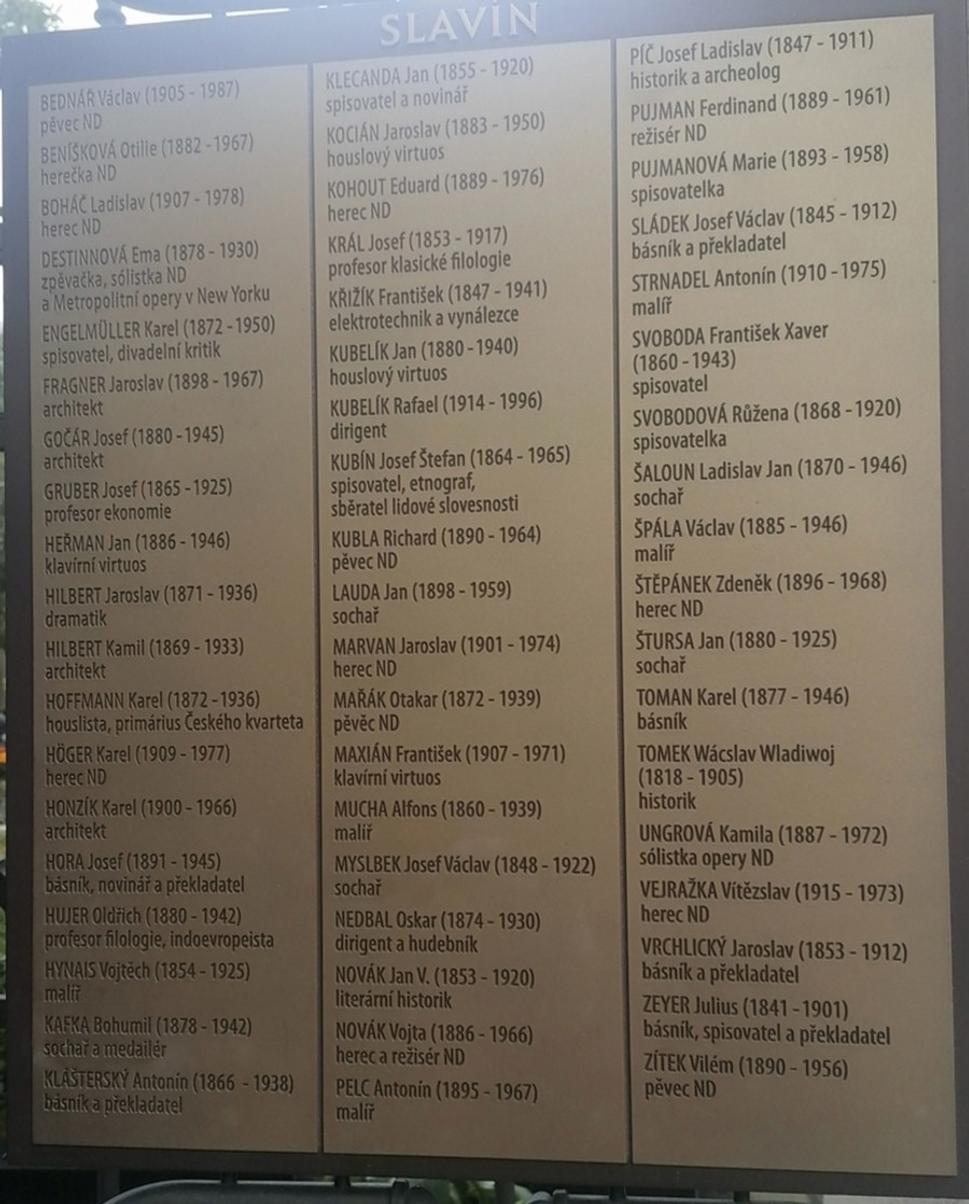 SLAVÍN
BEDNÁŘ Václav (1905 - 1987)
pěvec ND
BENÍŠKOVÁ Otilie (1882 - 1967)
herečka ND
BOHÁČ Ladislav (1907 - 1978)
herec ND
DESTINNOVÁ Ema (1878 - 1930)
zpěvačka, sólistka ND
a Metropolitní opery v New Yorku
ENGELMÜLLER Karel (1872 - 1950)
spisovatel, divadelní kritik
FRAGNER Jaroslav (1898 - 1967)
architekt
GOČÁR Josef (1880 - 1945)
architekt
GRUBER Josef (1865 - 1925)
profesor ekonomie
HEŘMAN Jan (1886 - 1946)
klavírní virtuos
HILBERT Jaroslav (1871 - 1936)
dramatik
HILBERT Kamil (1869 - 1933)
architekt
HOFFMANN Karel (1872 - 1936)
houslista, primárius Českého kvarteta
HÖGER Karel (1909 - 1977)
herec ND
HONZÍK Karel (1900 - 1966)
architekt
HORA Josef (1891 - 1945)
básník, novinář a překladatel
HUJER Oldřich (1880 - 1942)
profesor filologie, indoevropeista
HYNAIS Vojtěch (1854 - 1925)
malíř
KAFKA Bohumil (1878 - 1942)
sochař a medailér
KLÁŠTERSKÝ Antonín (1866 - 1938)
básník a překladatel
KLECANDA Jan (1855 - 1920)
spisovatel a novinář
KOCIÁN Jaroslav (1883 - 1950)
houslový virtuos
KOHOUT Eduard (1889 - 1976)
herec ND
KRÁL Josef (1853 - 1917)
profesor klasické filologie
KŘIŽÍK František (1847 - 1941)
elektrotechnik a vynálezce
KUBELÍK Jan (1880 - 1940)
houslový virtuos
KUBELÍK Rafael (1914 - 1996)
dirigent
KUBÍN Josef Štefan (1864 - 1965)
spisovatel, etnograf,
sběratel lidové slovesnosti
KUBLA Richard (1890 - 1964)
pěvec ND
LAUDA Jan (1898 - 1959)
sochař
MARVAN Jaroslav (1901 - 1974)
herec ND
MAŘÁK Otakar (1872 - 1939)
pěvěc ND
MAXIÁN František (1907 - 1971)
klavírní virtuos
MUCHA Alfons (1860 - 1939)
malíř
MYSLBEK Josef Václav (1848 - 1922)
sochař
NEDBAL Oskar (1874 - 1930)
dirigent a hudebník
NOVÁK Jan V. (1853 - 1920)
literární historik
NOVÁK Vojta (1886 - 1966)
herec a režisér ND
PELC Antonín (1895 - 1967)
malíř
PÍČ Josef Ladislav (1847 - 1911)
historik a archeolog
PUJMAN Ferdinand (1889 - 1961)
režisér ND
PUJMANOVÁ Marie (1893 - 1958)
spisovatelka
SLÁDEK Josef Václav (1845 - 1912)
básník a překladatel
STRNADEL Antonín (1910 - 1975)
malíř
SVOBODA František Xaver
(1860 - 1943)
spisovatel
SVOBODOVÁ Růžena (1868 - 1920)
spisovatelka
ŠALOUN Ladislav Jan (1870 - 1946)
sochař
ŠPÁLA Václav (1885 - 1946)
malíř
ŠTĚPÁNEK Zdeněk (1896 - 1968)
herec ND
ŠTURSA Jan (1880 - 1925)
sochař
TOMAN Karel (1877 - 1946)
básník
TOMEK Wácslav Wladiwoj
(1818 - 1905)
historik
UNGROVÁ Kamila (1887 - 1972)
sólistka opery ND
VEJRAŽKA Vítězslav (1915 - 1973)
herec ND
VRCHLICKÝ Jaroslav (1853 - 1912)
básník a překladatel
ZEYER Julius (1841 - 1901)
básník, spisovatel a překladatel
ZÍTEK Vilém (1890 - 1956)
pěvec ND